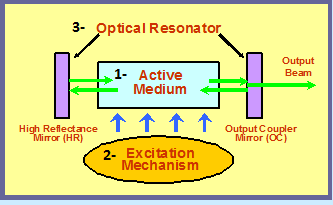 3- Optical Resonator
Output
Beam
1- Active
Medium
High Reflectance
Mirror (HR)
Output Coupler
Mirror (OC)
2- Excitation
Mechanism